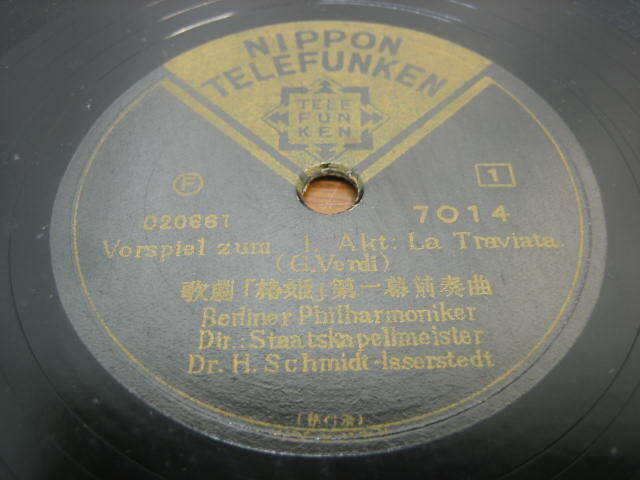 NIPPON
TELEFUNKEN
TELE
FUN
KEN
F 1
020661 7014
Vorspiel zum 1. Akt: La Traviata.
(G. Verdi)
歌劇「椿姫」第一幕前奏曲
Berliner Philharmoniker
Dir.: Staatskapellmeister
Dr. H. Schmidt-Isserstedt